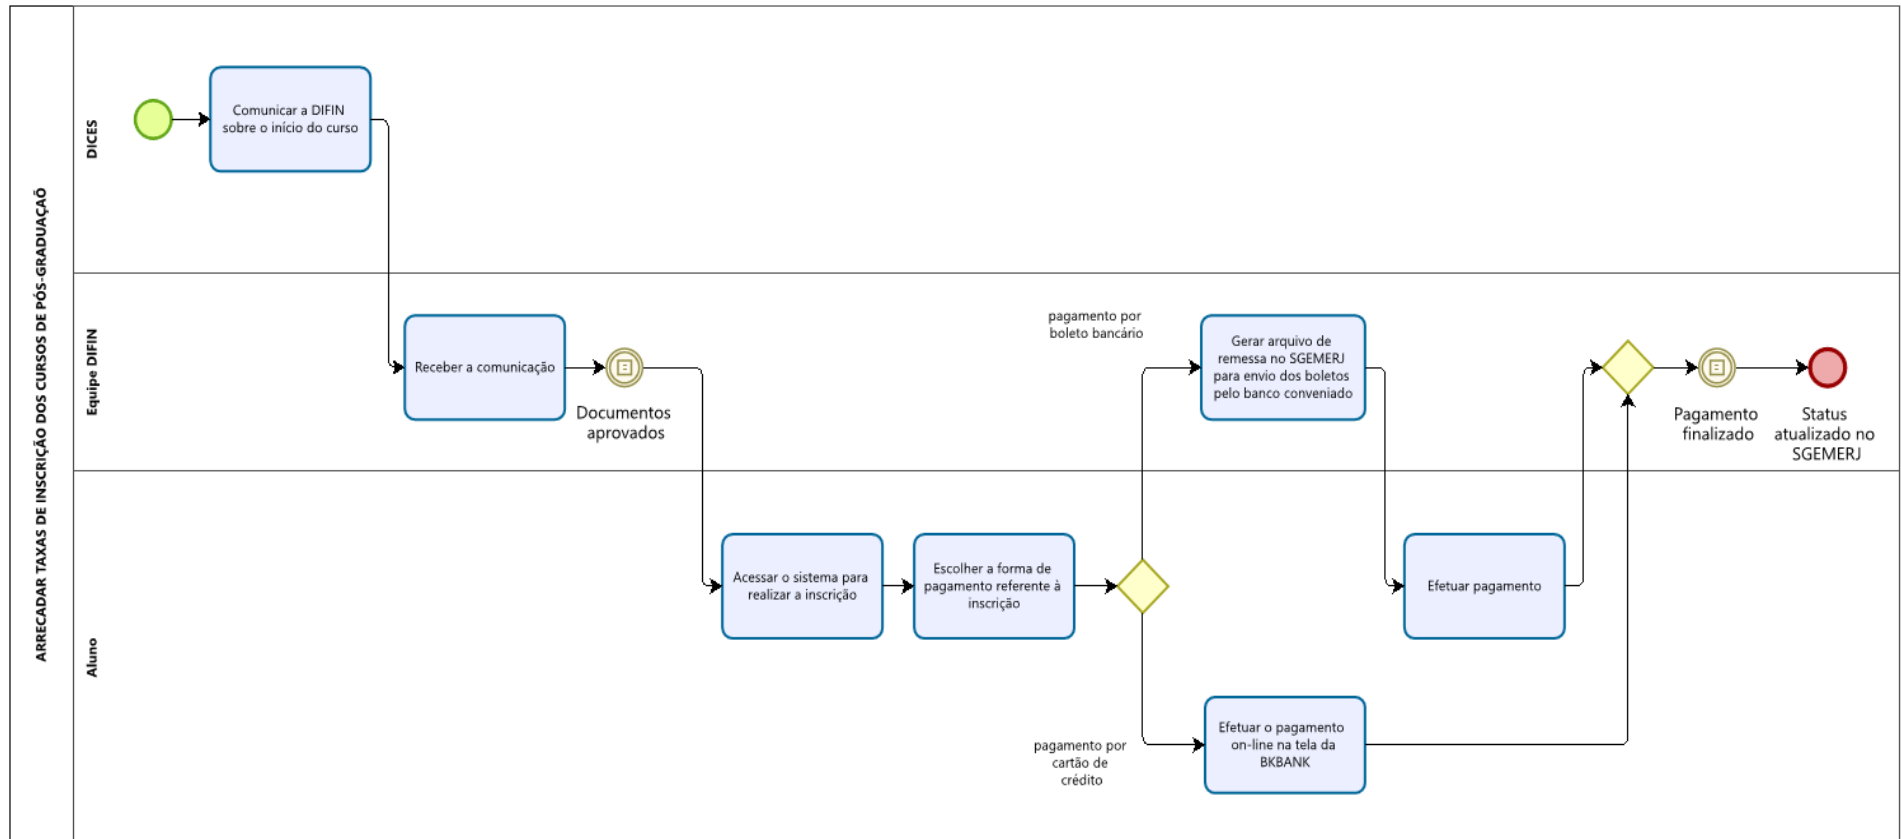 ARRECADAR TAXAS DE INSCRIÇÃO DOS CURSOS DE PÓS-GRADUAÇAÕ
DICES
Comunicar a DIFIN
sobre o início do curso
Equipe DIFIN
Receber a comunicação
Documentos
aprovados
pagamento por
boleto bancário
Gerar arquivo de
remessa no SGEMERJ
para envio dos boletos
pelo banco conveniado
Pagamento
finalizado
Status
atualizado no
SGEMERJ
Aluno
Acessar o sistema para
realizar a inscrição
Escolher a forma de
pagamento referente à
inscrição
Efetuar pagamento
pagamento por
cartão de
crédito
Efetuar o pagamento
on-line na tela da
BKBANK